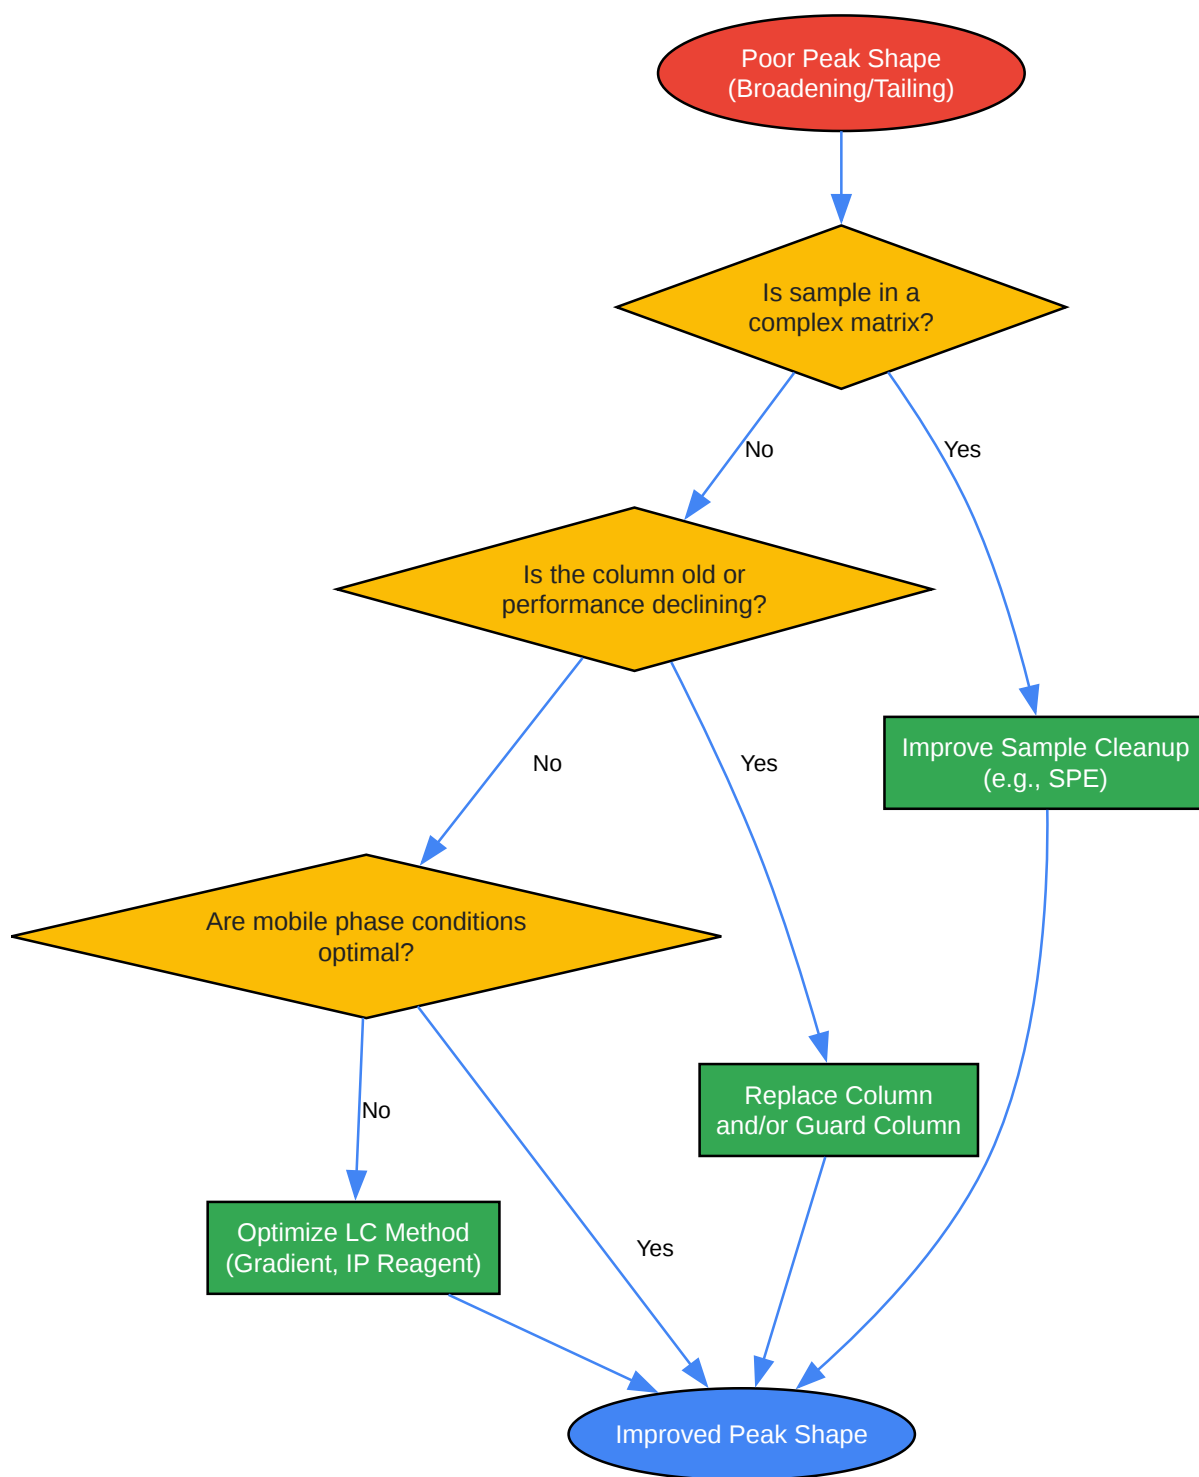 Poor Peak Shape
(Broadening/Tailing)
Is sample in a
complex matrix?
No
Yes
Is the column old or
performance declining?
No
Yes
Improve Sample Cleanup
(e.g., SPE)
Are mobile phase conditions
optimal?
No
Yes
Replace Column
and/or Guard Column
Optimize LC Method
(Gradient, IP Reagent)
Improved Peak Shape